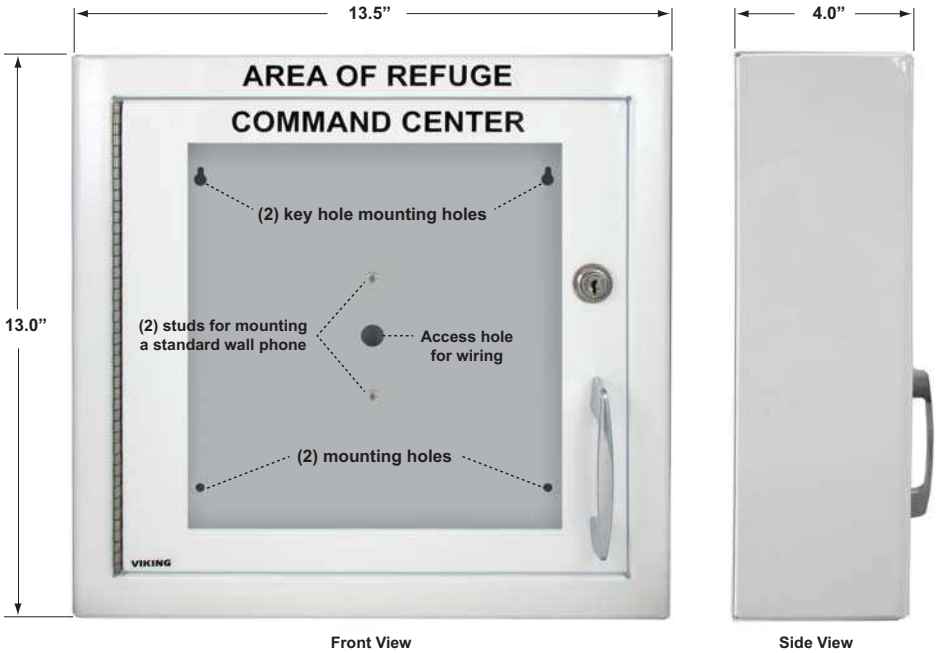 13.5”
4.0”
AREA OF REFUGE
COMMAND CENTER
(2) key hole mounting holes
13.0”
(2) studs for mounting
a standard wall phone
Access hole
for wiring
(2) mounting holes
VIKING
Front View
Side View